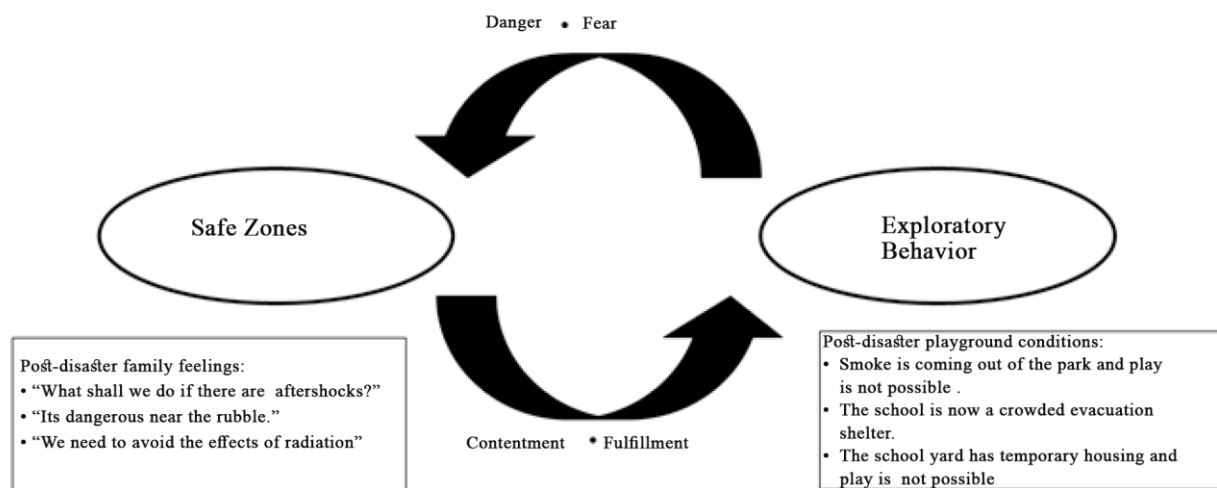 Danger • Fear
Safe Zones
Exploratory
Behavior
Post-disaster family feelings:
• “What shall we do if there are aftershocks?”
• “Its dangerous near the rubble.”
• “We need to avoid the effects of radiation”
Contentment • Fulfillment
Post-disaster playground conditions:
• Smoke is coming out of the park and play
is not possible .
• The school is now a crowded evacuation
shelter.
• The school yard has temporary housing and
play is not possible